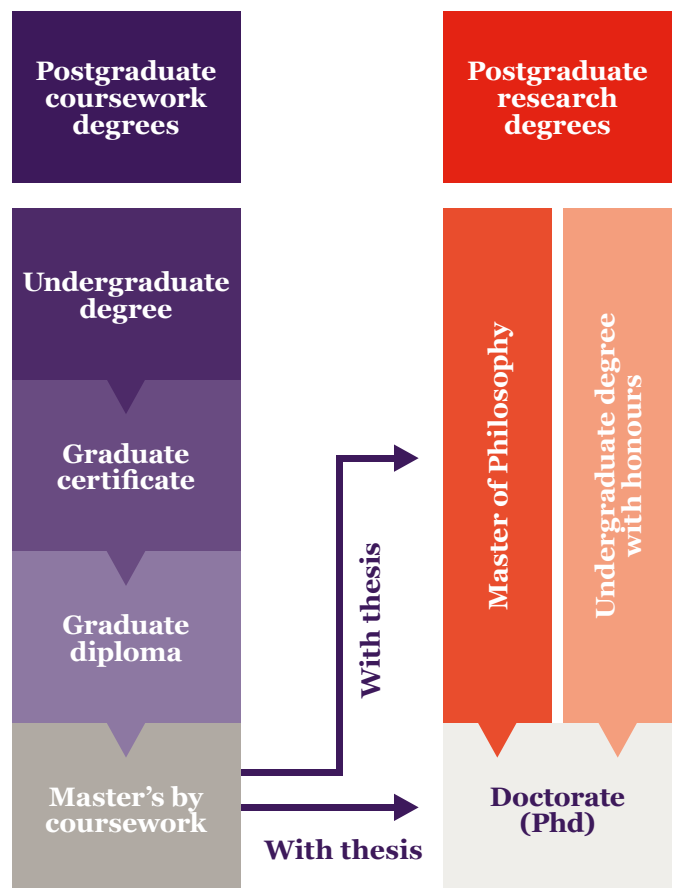 Postgraduate
coursework
degrees
Undergraduate
degree
Graduate
certificate
Graduate
diploma
Master's by
coursework
With thesis
With thesis
Postgraduate
research
degrees
Master of Philosophy
Undergraduate degree
with honours
Doctorate
(Phd)